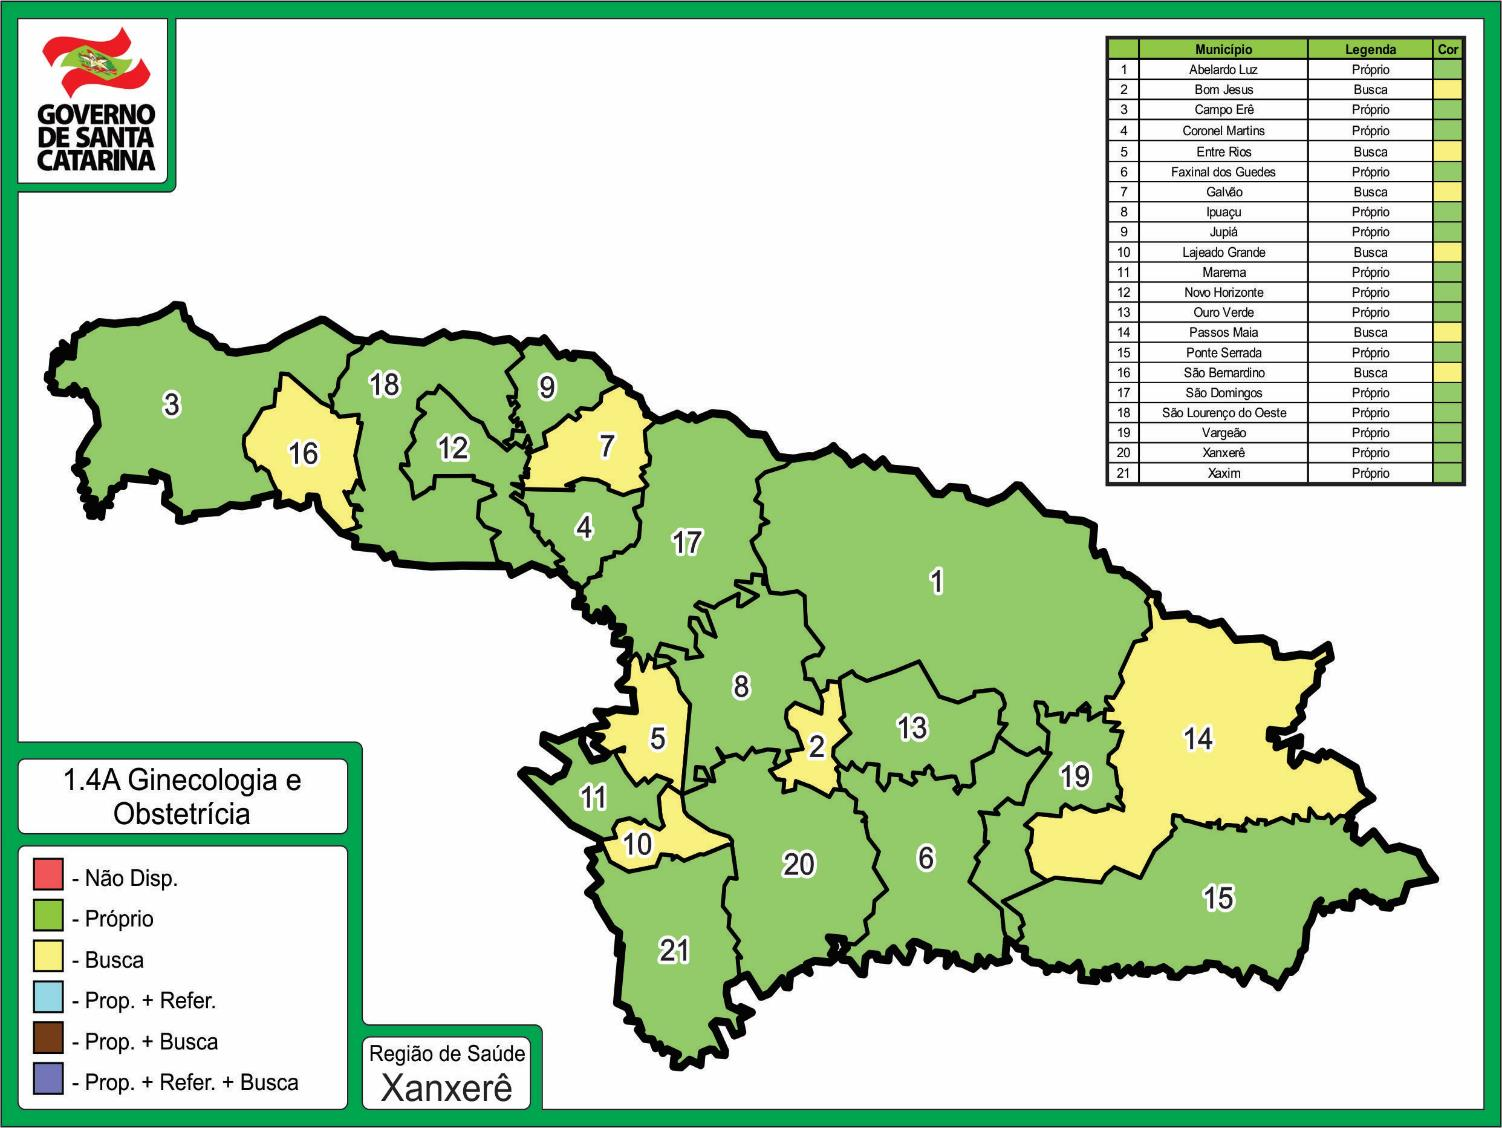 GOVERNO
DE SANTA
CATARINA
Município Legenda Cor
1 Abelardo Luz Próprio
2 Bom Jesus Busca
3 Campo Erê Próprio
4 Coronel Martins Próprio
5 Entre Rios Busca
6 Faxinal dos Guedes Próprio
7 Galvão Busca
8 Ipuaçu Próprio
9 Jupiá Próprio
10 Lajeado Grande Busca
11 Marema Próprio
12 Novo Horizonte Próprio
13 Ouro Verde Próprio
14 Passos Maia Busca
15 Ponte Serrada Próprio
16 São Bernardino Busca
17 São Domingos Próprio
18 São Lourenço do Oeste Próprio
19 Vargeão Próprio
20 Xanxerê Próprio
21 Xaxim Próprio
3
18
9
16
12
7
4
17
1
8
5
2
13
14
19
11
10
20
6
15
21
1.4A Ginecologia e
Obstetrícia
- Não Disp.
- Próprio
- Busca
- Prop. + Refer.
- Prop. + Busca
- Prop. + Refer. + Busca
Região de Saúde
Xanxerê